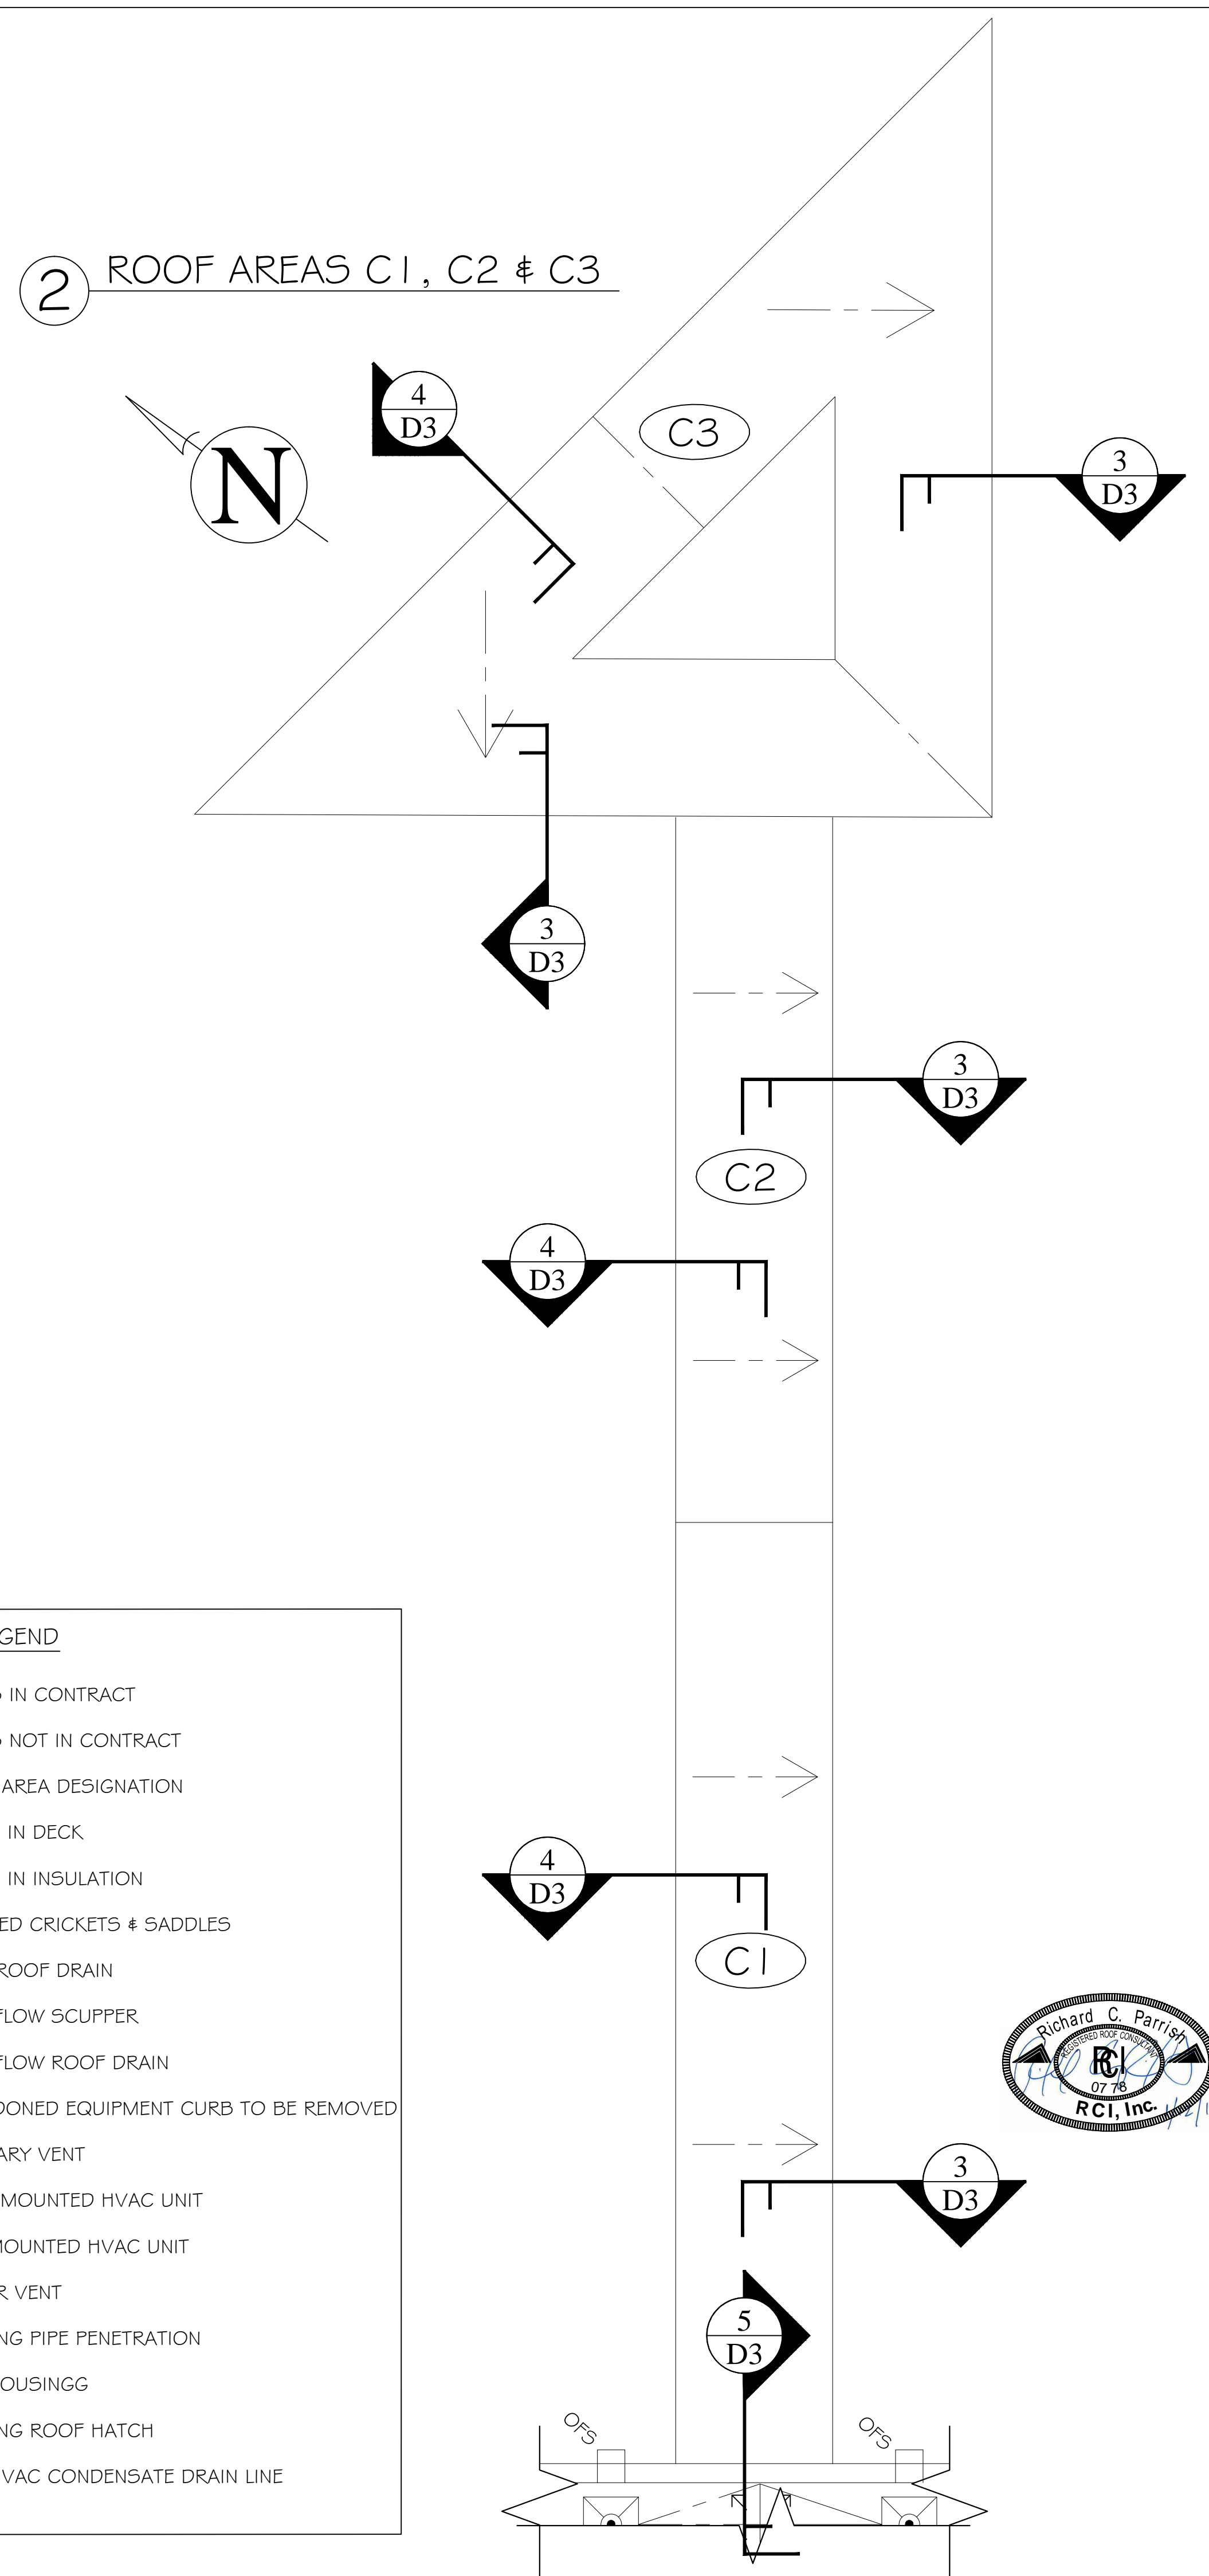 2 ROOF AREAS C1, C2 & C3
4
D3
C3
3
D3
N
3
D3
3
D3
C2
4
D3
GEND
IN CONTRACT
NOT IN CONTRACT
AREA DESIGNATION
IN DECK
IN INSULATION
ED CRICKETS & SADDLES
ROOF DRAIN
FLOW SCUPPER
FLOW ROOF DRAIN
DONED EQUIPMENT CURB TO BE REMOVED
ARY VENT
MOUNTED HVAC UNIT
MOUNTED HVAC UNIT
R VENT
NG PIPE PENETRATION
OUSINGG
NG ROOF HATCH
VAC CONDENSATE DRAIN LINE
4
D3
C1
Richard C. Parrish
REGISTERED ROOF CONSULTANT
RCI
0778
RCI, Inc.
3
D3
5
D3
OFS
OFS